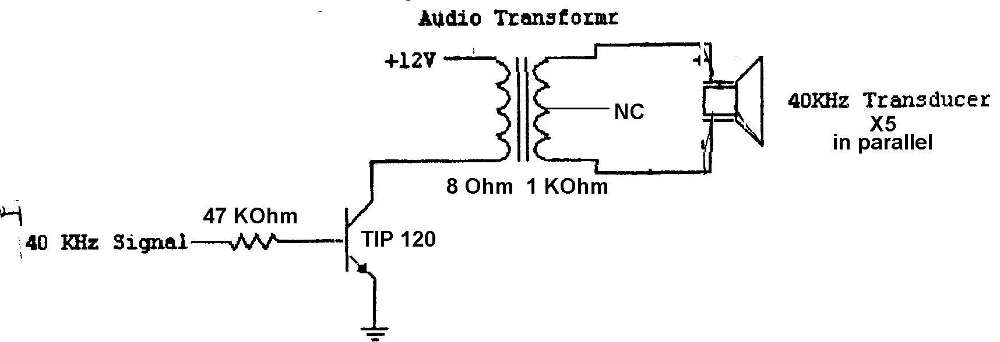 Audio Transformr
+12V
NC
+
40KHz Transducer
X5
in parallel
8 Ohm 1 KOhm
47 KOhm
40 KHz Signal
TIP 120